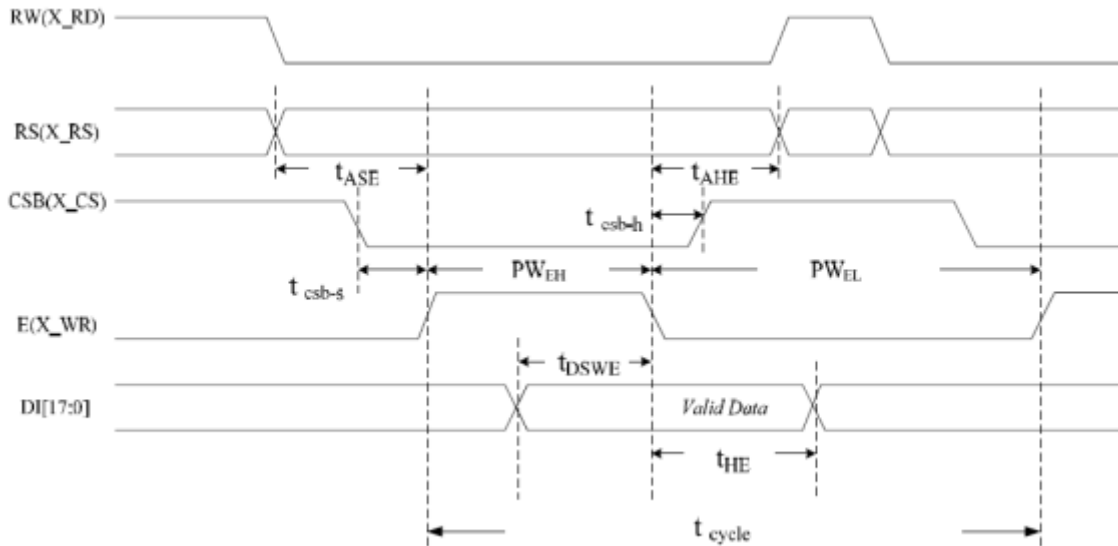 RW(X_RD)
RS(X_RS)
tASE
tAHE
CSB(X_CS)
t csb-h
t csb-s
PWEH
PWEL
E(X_WR)
tDSWE
DI[17:0]
Valid Data
tHE
t cycle